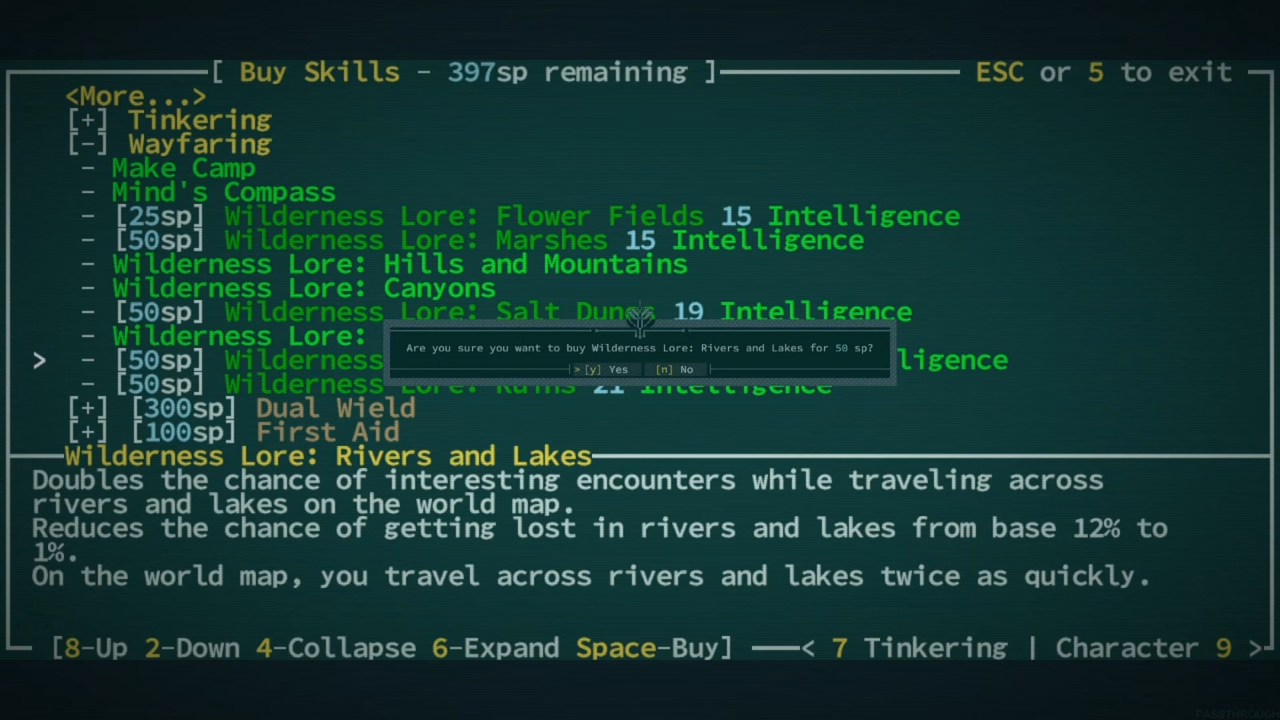 [ Buy Skills - 397sp remaining ] ESC or 5 to exit
<More...>
[+] Tinkering
[-] Wayfaring
- Make Camp
- Mind's Compass
- [25sp] Wilderness Lore: Flower Fields 15 Intelligence
- [50sp] Wilderness Lore: Marshes 15 Intelligence
- Wilderness Lore: Hills and Mountains
- Wilderness Lore: Canyons
- [50sp] Wilderness Lore: Salt Dunes 19 Intelligence
- Wilderness Lore:
Are you sure you want to buy Wilderness Lore: Rivers and Lakes for 50 sp?
> [y] Yes [n] No
> - [50sp] Wilderness lligence
- [50sp] Wilderness Lore: Ruins 21 Intelligence
[+] [300sp] Dual Wield
[+] [100sp] First Aid
Wilderness Lore: Rivers and Lakes
Doubles the chance of interesting encounters while traveling across
rivers and lakes on the world map.
Reduces the chance of getting lost in rivers and lakes from base 12% to
1%.
On the world map, you travel across rivers and lakes twice as quickly.
[8-Up 2-Down 4-Collapse 6-Expand Space-Buy] < 7 Tinkering | Character 9 >